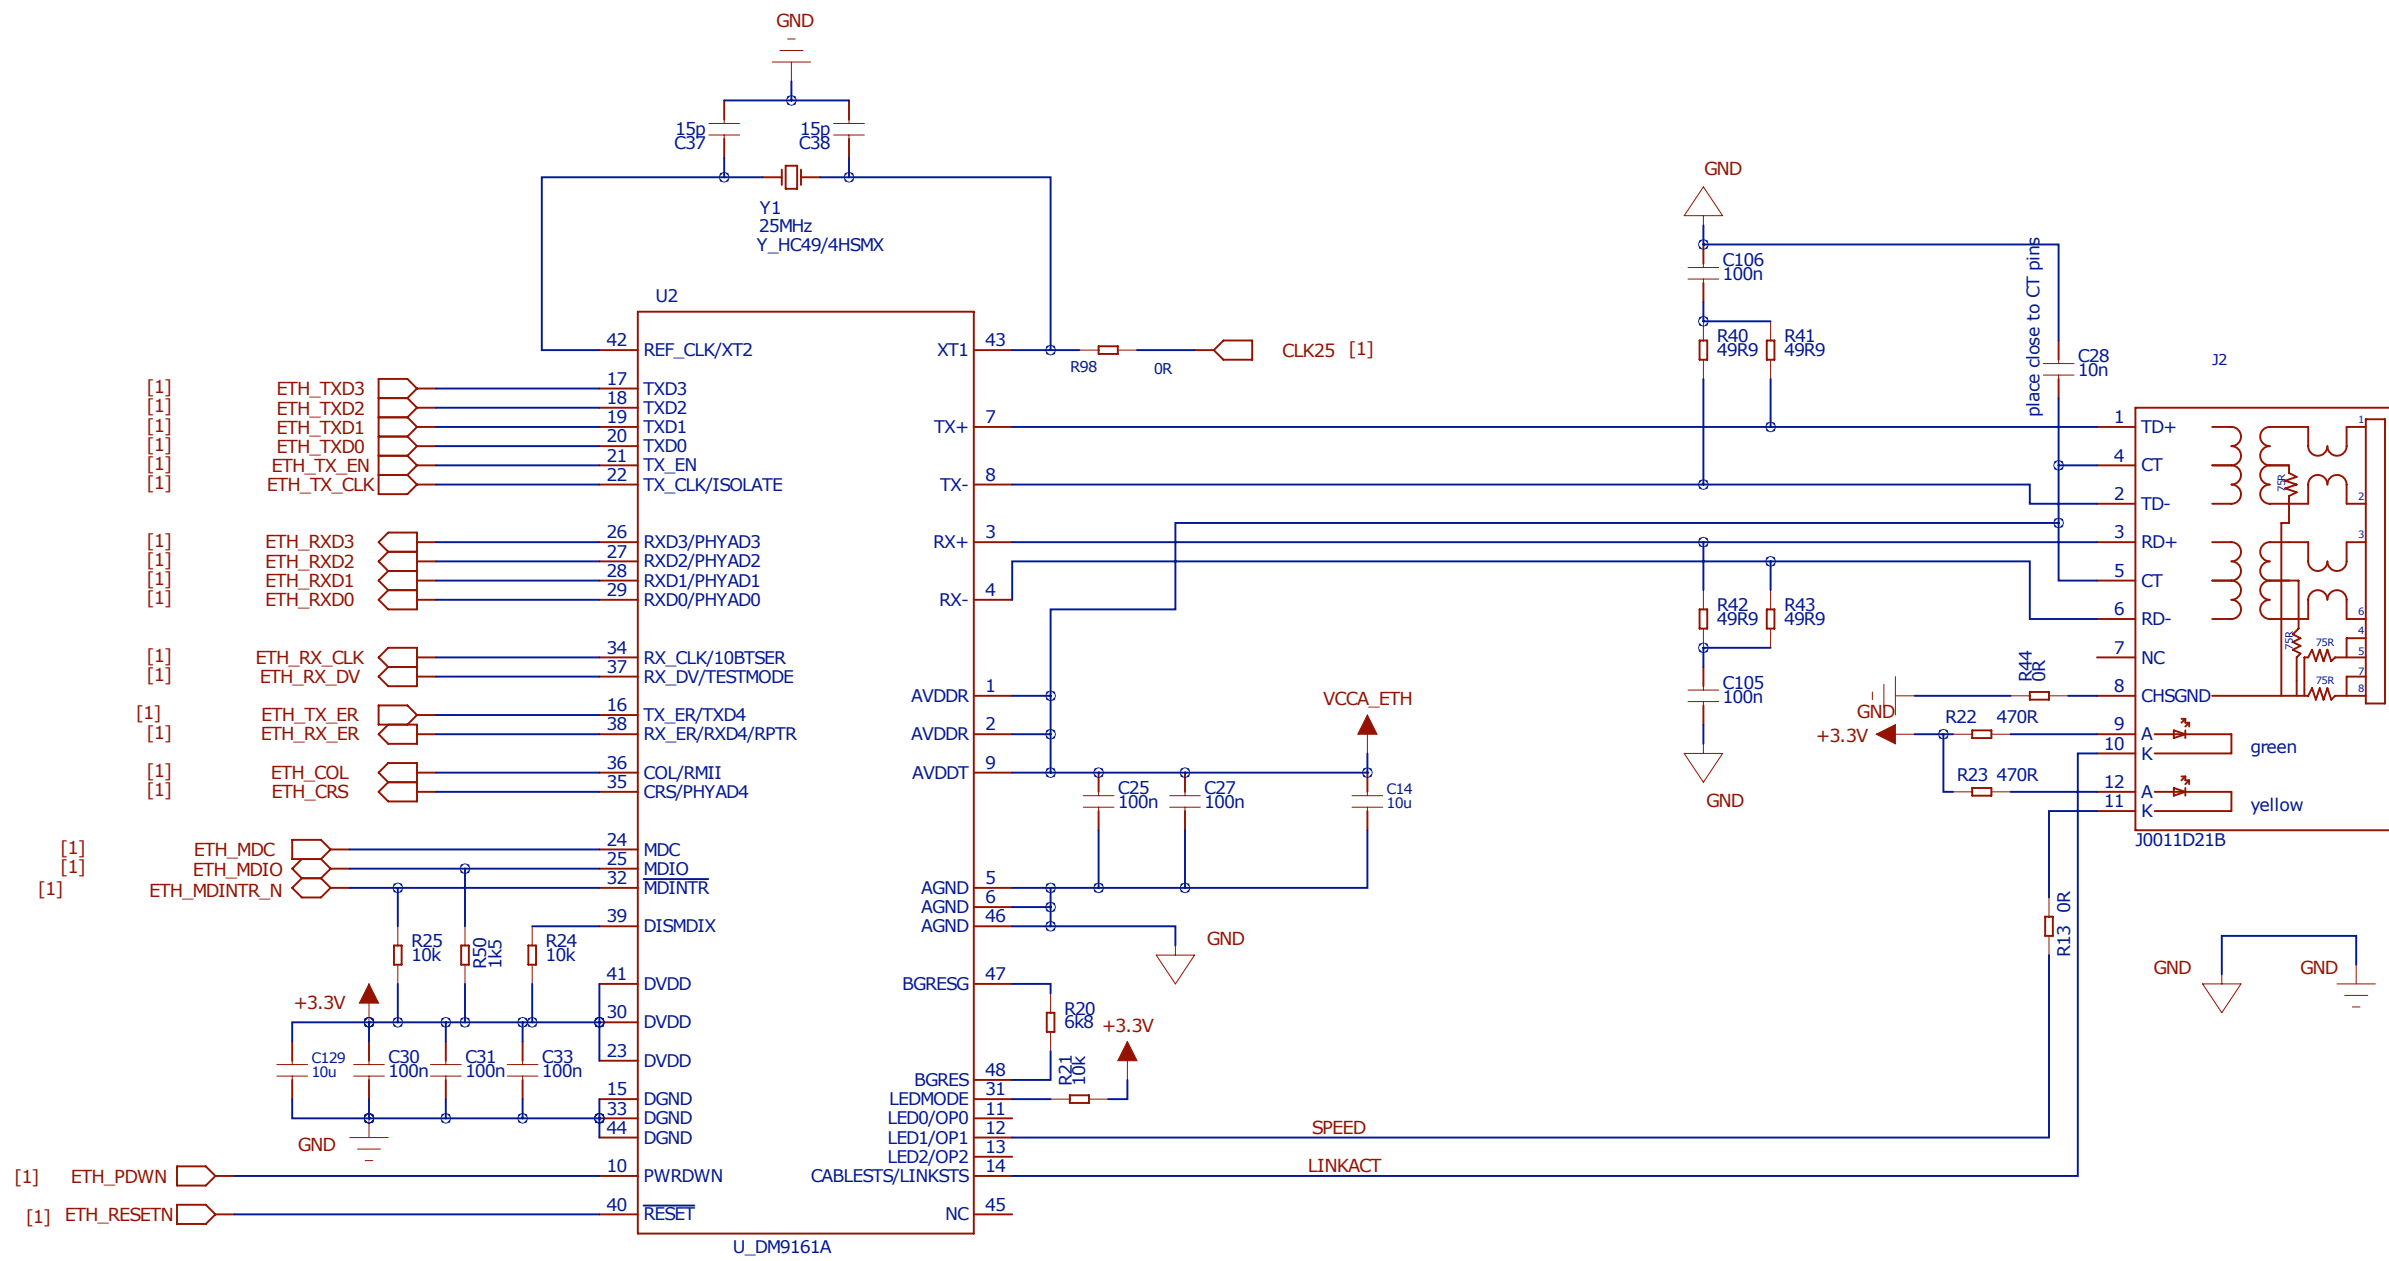 GND
15p
C37
15p
C38
Y1
25MHz
Y_HC49/4HSMX
U2
42 REF_CLK/XT2
[1] ETH_TXD3 17 TXD3
[1] ETH_TXD2 18 TXD2
[1] ETH_TXD1 19 TXD1
[1] ETH_TXD0 20 TXD0
[1] ETH_TX_EN 21 TX_EN
[1] ETH_TX_CLK 22 TX_CLK/ISOLATE
[1] ETH_RXD3 26 RXD3/PHYAD3
[1] ETH_RXD2 27 RXD2/PHYAD2
[1] ETH_RXD1 28 RXD1/PHYAD1
[1] ETH_RXD0 29 RXD0/PHYAD0
[1] ETH_RX_CLK 34 RX_CLK/10BTSER
[1] ETH_RX_DV 37 RX_DV/TESTMODE
[1] ETH_TX_ER 16 TX_ER/TXD4
[1] ETH_RX_ER 38 RX_ER/RXD4/RPTR
[1] ETH_COL 36 COL/RMII
[1] ETH_CRS 35 CRS/PHYAD4
[1] ETH_MDC 24 MDC
[1] ETH_MDIO 25 MDIO
[1] ETH_MDINTR_N 32 MDINTR
39 DISMDIX
R25
10k
R50
1k5
R24
10k
41 DVDD
+3.3V
30 DVDD
23 DVDD
C129
10u
C30
100n
C31
100n
C33
100n
15 DGND
33 DGND
44 DGND
GND
[1] ETH_PDWN 10 PWRDWN
[1] ETH_RESETN 40 RESET
U_DM9161A
XT1 43
R98
0R
CLK25 [1]
TX+ 7
TX- 8
RX+ 3
RX- 4
AVDDR 1
AVDDR 2
AVDDT 9
VCCA_ETH
C25
100n
C27
100n
C14
10u
AGND 5
AGND 6
AGND 46
GND
BGRESG 47
R20
6k8
+3.3V
R21
10k
BGRES 48
LEDMODE 31
LED0/OP0 11
LED1/OP1 12
SPEED
LED2/OP2 13
CABLESTS/LINKSTS 14
LINKACT
NC 45
GND
C106
100n
R40
49R9
R41
49R9
place close to CT pins
C28
10n
R42
49R9
R43
49R9
C105
100n
GND
J2
1 TD+
4 CT
2 TD-
3 RD+
5 CT
6 RD-
7 NC
8 CHSGND
9 A
10 K
green
12 A
11 K
yellow
J0011D21B
1
2
3
6
4
5
7
8
75R
75R
75R
75R
R44
0R
GND
+3.3V
R22 470R
R23 470R
R13 0R
GND
GND